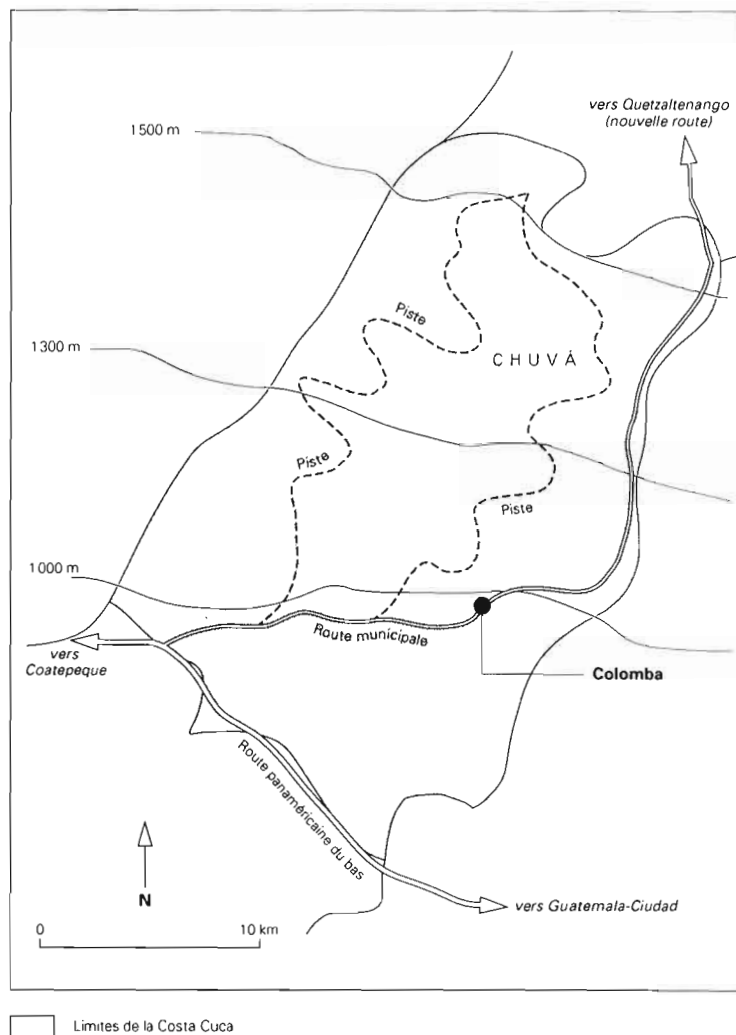 vers Quetzaltenango
(nouvelle route)
1500 m
Piste
1300 m
CHUVÁ
Piste
Piste
1000 m
Route municipale
vers
Coatepeque
Colomba
Route panaméricaine du bas
N
vers Guatemala-Ciudad
0
10 km
Limites de la Costa Cuca